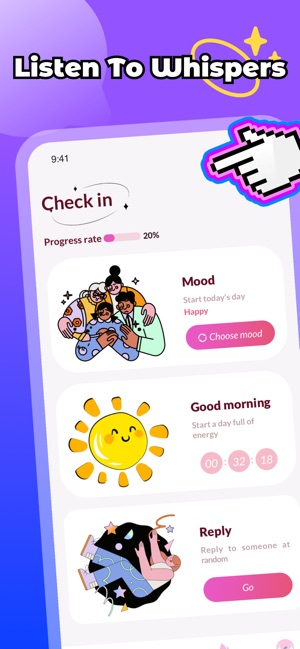 Listen To Whispers
9:41
Check in
Progress rate 20%
Mood
Start today's day
Happy
Choose mood
Good morning
Start a day full of
energy
00:32:18
Reply
Reply to someone at
random
Go